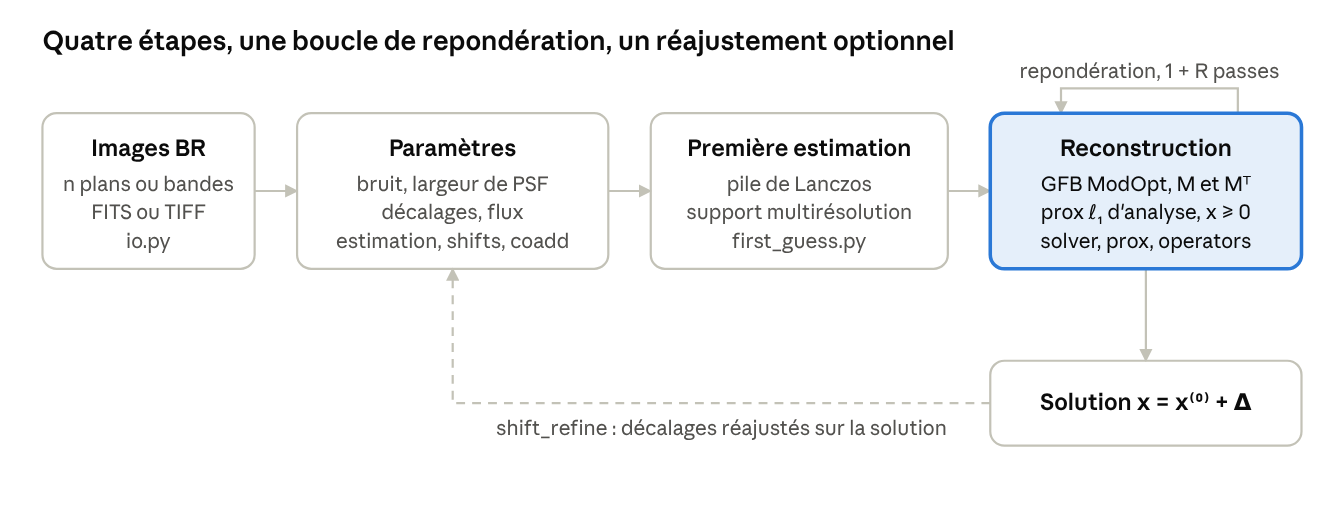 Quatre étapes, une boucle de repondération, un réajustement optionnel
repondération, 1 + R passes
Images BR
n plans ou bandes
FITS ou TIFF
io.py
Paramètres
bruit, largeur de PSF
décalages, flux
estimation, shifts, coadd
Première estimation
pile de Lanczos
support multirésolution
first_guess.py
Reconstruction
GFB ModOpt, M et Mᵀ
prox ℓ₁ d'analyse, x ⩾ 0
solver, prox, operators
Solution x = x⁽⁰⁾ + Δ
shift_refine : décalages réajustés sur la solution